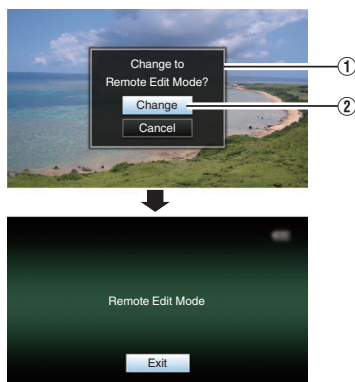 Change to
Remote Edit Mode?
Change
Cancel
①
②
Remote Edit Mode
Exit